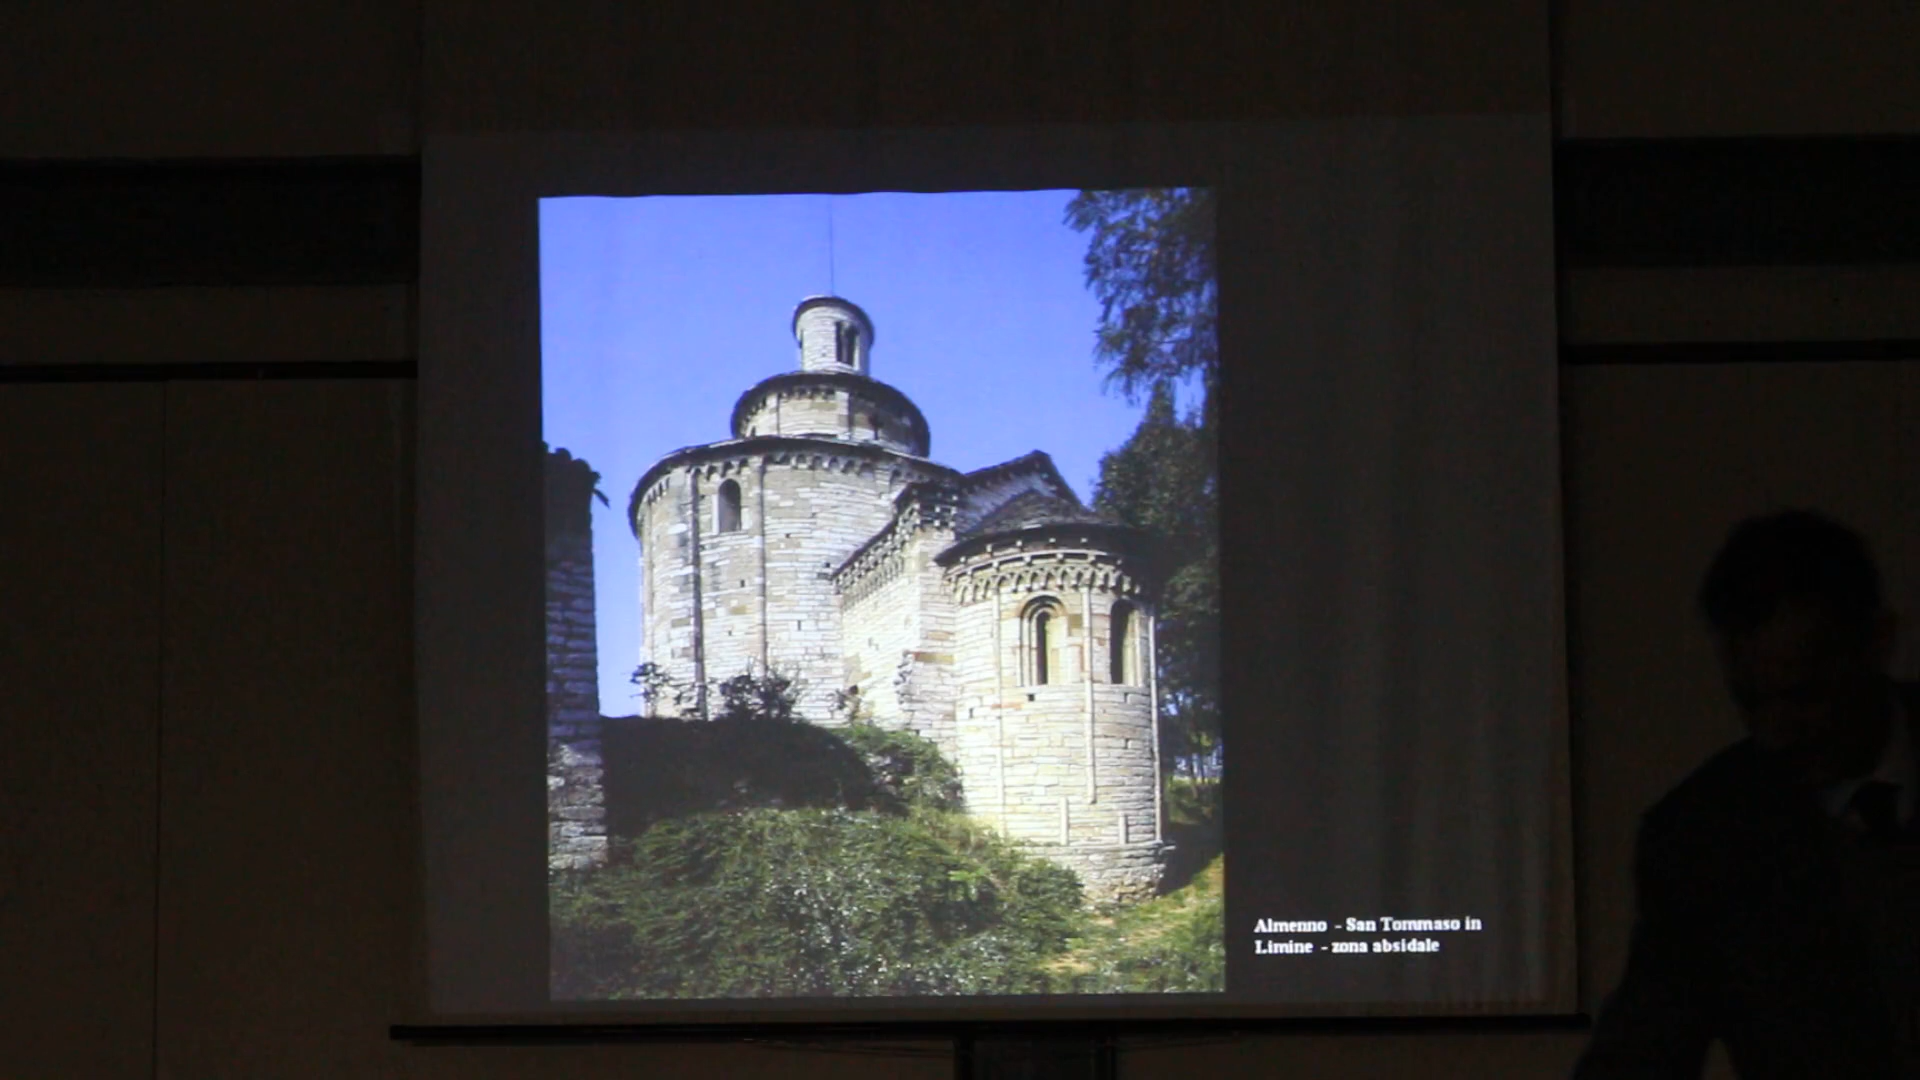 Almenno - San Tommaso in
Limine - zona absidale